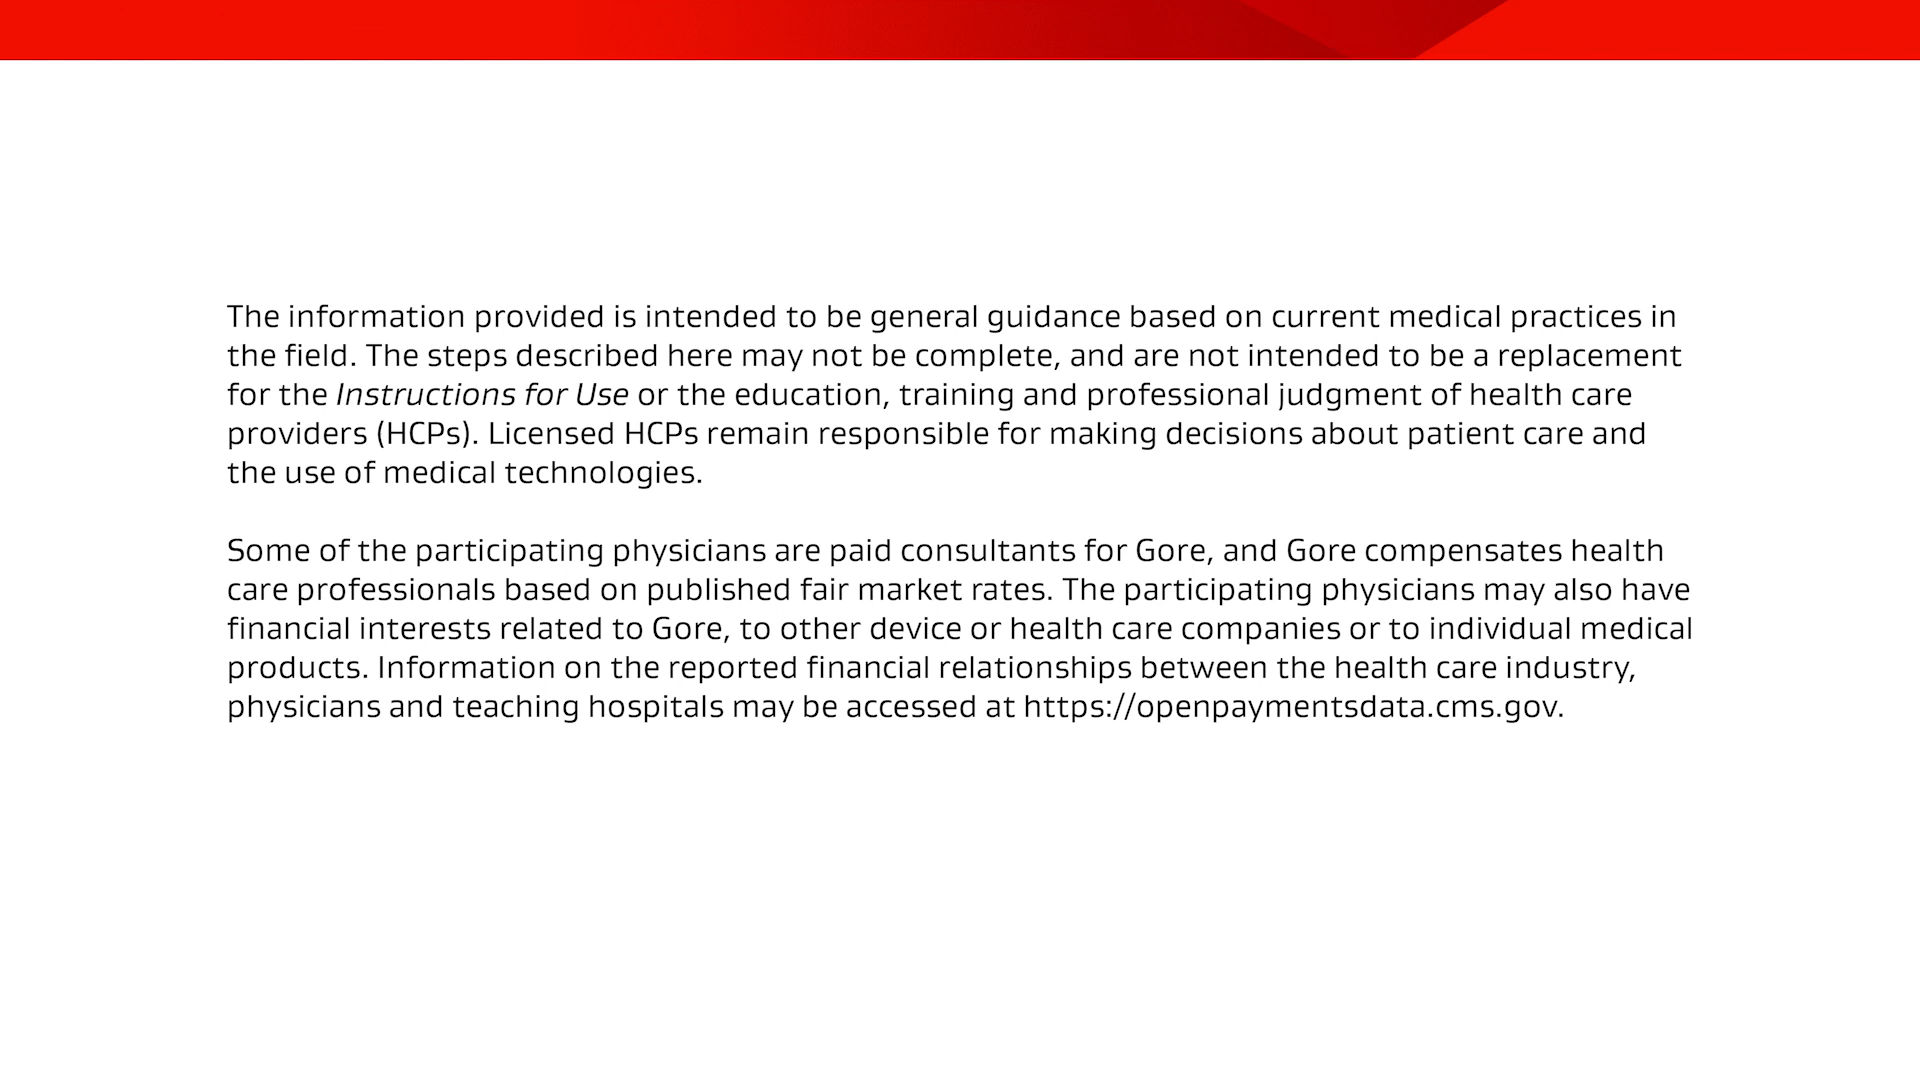 The information provided is intended to be general guidance based on current medical practices in
the field. The steps described here may not be complete, and are not intended to be a replacement
for the Instructions for Use or the education, training and professional judgment of health care
providers (HCPs). Licensed HCPs remain responsible for making decisions about patient care and
the use of medical technologies.
Some of the participating physicians are paid consultants for Gore, and Gore compensates health
care professionals based on published fair market rates. The participating physicians may also have
financial interests related to Gore, to other device or health care companies or to individual medical
products. Information on the reported financial relationships between the health care industry,
physicians and teaching hospitals may be accessed at https://openpaymentsdata.cms.gov.